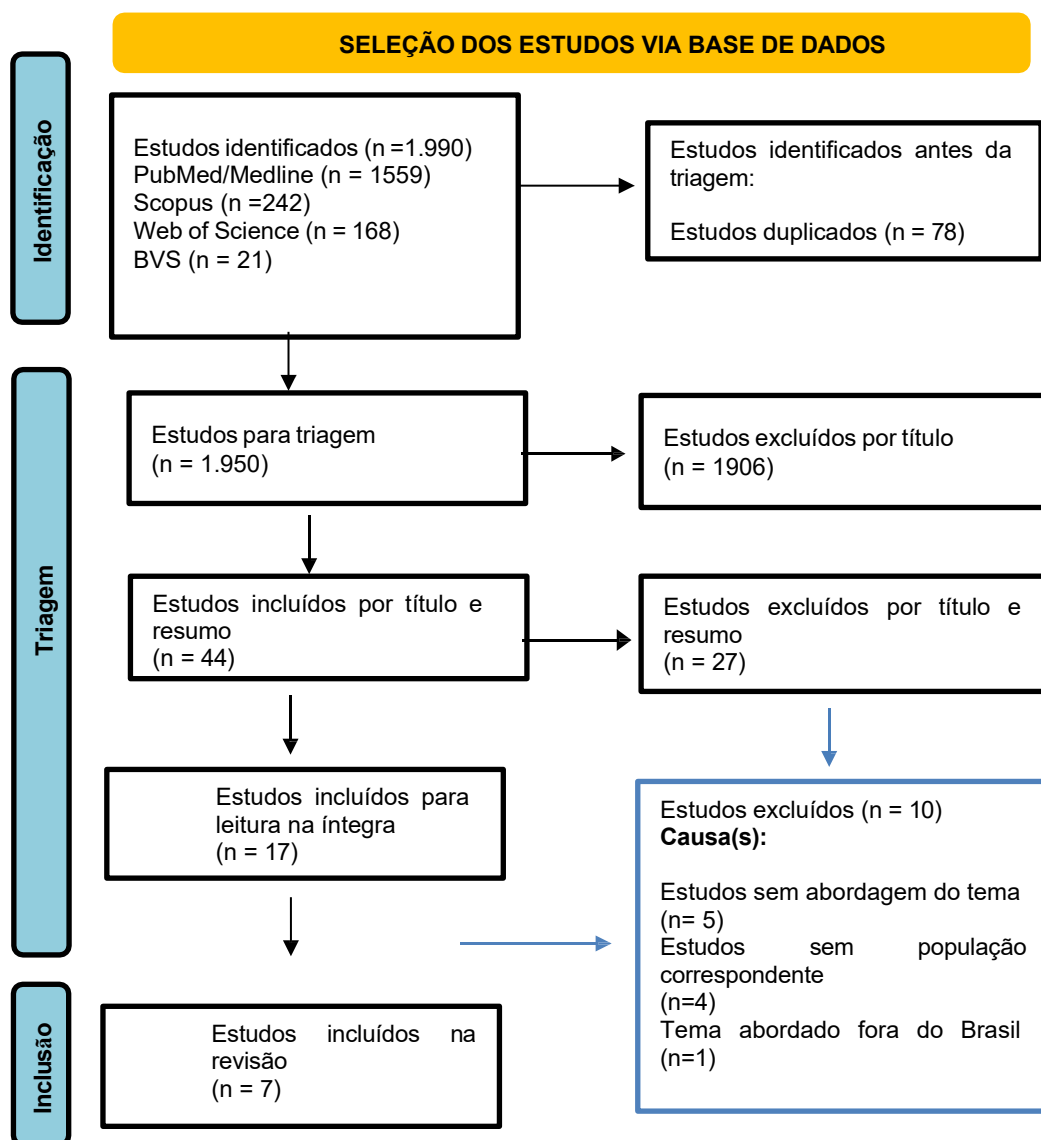 SELEÇÃO DOS ESTUDOS VIA BASE DE DADOS
Identificação
Estudos identificados (n =1.990)
PubMed/Medline (n = 1559)
Scopus (n =242)
Web of Science (n = 168)
BVS (n = 21)
Estudos identificados antes da
triagem:
Estudos duplicados (n = 78)
Triagem
Estudos para triagem
(n = 1.950)
Estudos excluídos por título
(n = 1906)
Estudos incluídos por título e
resumo
(n = 44)
Estudos excluídos por título e
resumo
(n = 27)
Estudos incluídos para
leitura na íntegra
(n = 17)
Estudos excluídos (n = 10)
Causa(s):
Estudos sem abordagem do tema
(n= 5)
Estudos sem população
correspondente
(n=4)
Tema abordado fora do Brasil
(n=1)
Inclusão
Estudos incluídos na
revisão
(n = 7)